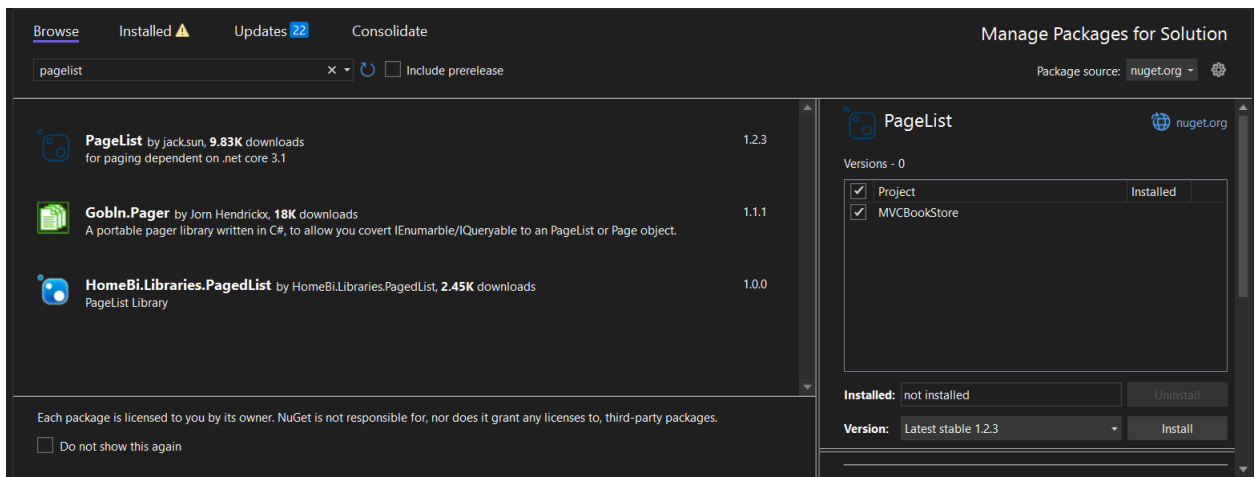 Browse Installed Updates 22 Consolidate
Manage Packages for Solution
pagelist
Include prerelease
Package source: nuget.org
PageList by jack.sun, 9.83K downloads
1.2.3
for paging dependent on .net core 3.1
Gobln.Pager by Jorn Hendrickx, 18K downloads
1.1.1
A portable pager library written in C#, to allow you covert IEnumarble/IQueryable to an PageList or Page object.
HomeBi.Libraries.PagedList by HomeBi.Libraries.PagedList, 2.45K downloads
1.0.0
PageList Library
Each package is licensed to you by its owner. NuGet is not responsible for, nor does it grant any licenses to, third-party packages.
Do not show this again
PageList
nuget.org
Versions - 0
Project Installed
MVCBookStore
Installed: not installed Uninstall
Version: Latest stable 1.2.3 Install